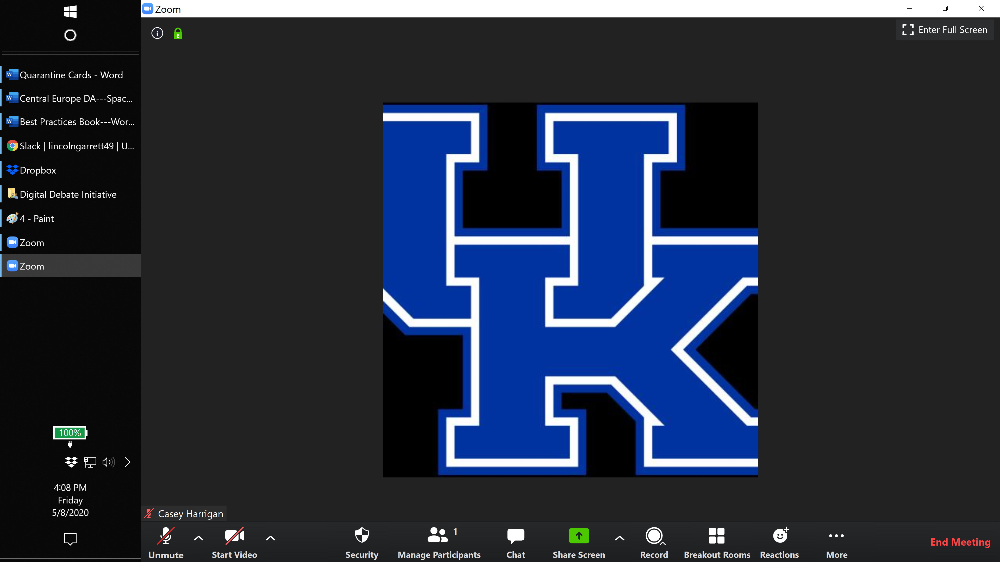 Zoom
Enter Full Screen
Quarantine Cards - Word
Central Europe DA---Spac...
Best Practices Book---Wor...
Slack | lincolngarrett49 | U...
Dropbox
Digital Debate Initiative
4 - Paint
Zoom
Zoom
UK
100%
4:08 PM
Friday
5/8/2020
Casey Harrigan
Unmute
Start Video
Security
Manage Participants 1
Chat
Share Screen
Record
Breakout Rooms
Reactions
More
End Meeting